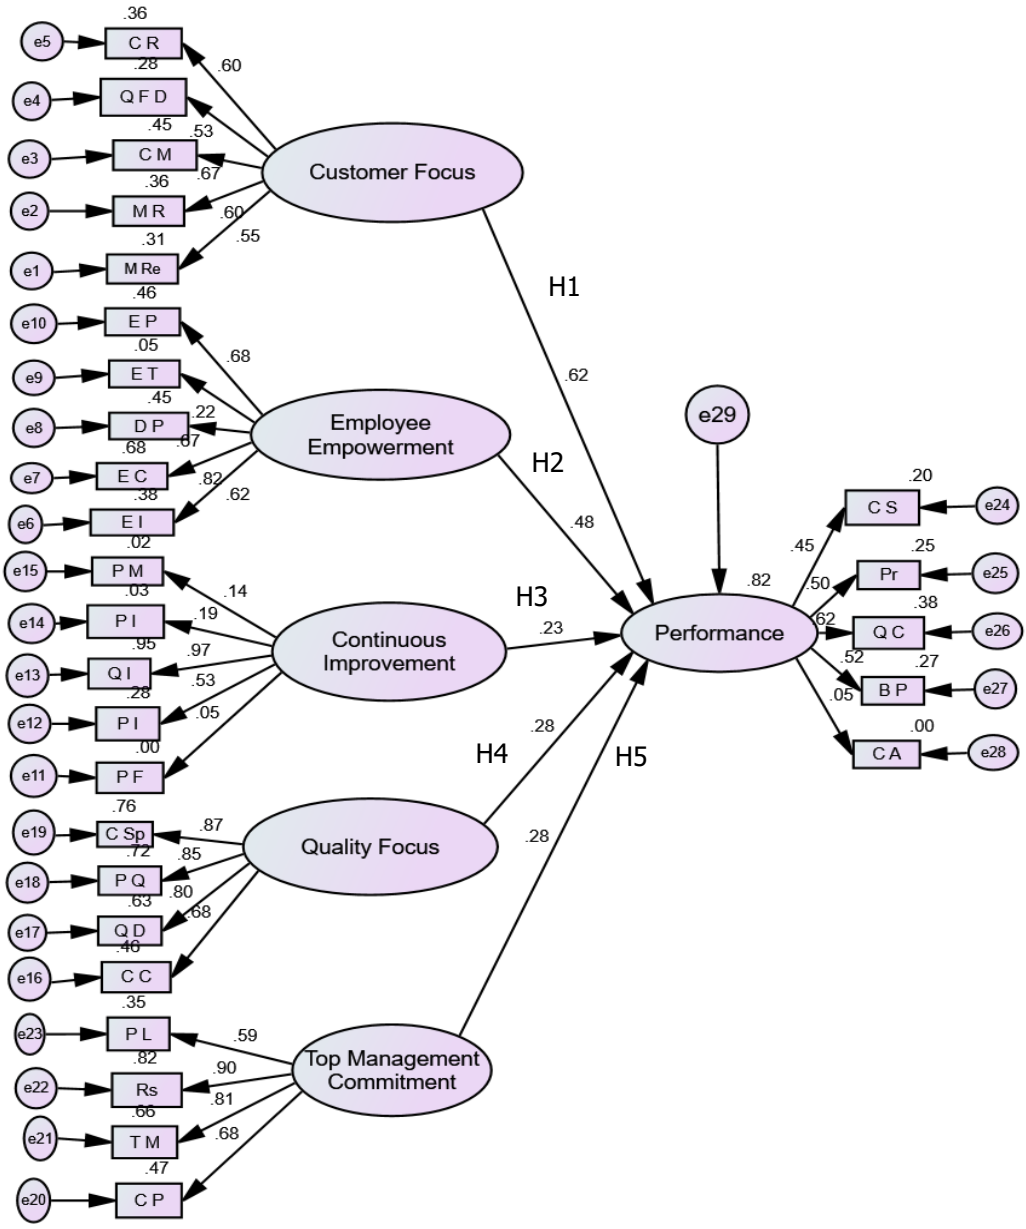 .36
e5
C R
.60
.28
e4
Q F D
.53
.45
e3
C M
.67
Customer Focus
.36
e2
M R
.60
.55
.31
e1
M Re
H1
.62
.46
e10
E P
.68
.05
e9
E T
.22
.45
e8
D P
.67
Employee
Empowerment
.68
e7
E C
.82
.38
e6
E I
.62
H2
.48
.02
e15
P M
.14
.03
e14
P I
.19
.95
e13
Q I
.97
Continuous
Improvement
.28
e12
P I
.53
.00
e11
P F
.05
H3
.23
e29
.82
Performance
.20
C S
e24
.45
.25
Pr
e25
.50
.38
Q C
e26
.62
.27
B P
e27
.52
.00
C A
e28
.05
.76
e19
C Sp
.87
.72
e18
P Q
.85
Quality Focus
.63
e17
Q D
.80
.46
e16
C C
.68
H4
.28
.35
e23
P L
.59
.82
e22
Rs
.90
Top Management
Commitment
.66
e21
T M
.81
.47
e20
C P
.68
H5
.28